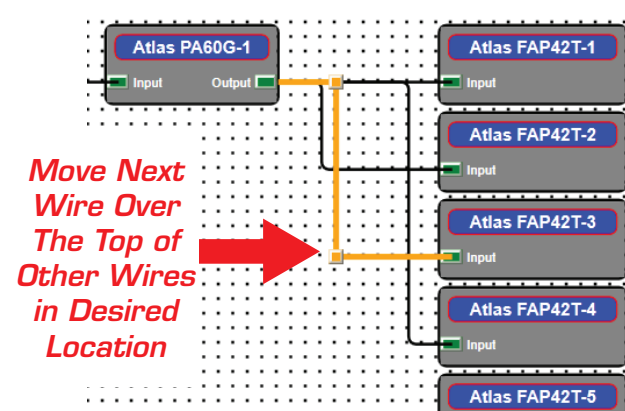 Atlas PA60G-1
Input
Output
Atlas FAP42T-1
Input
Atlas FAP42T-2
Input
Move Next
Wire Over
The Top of
Other Wires
in Desired
Location
Atlas FAP42T-3
Input
Atlas FAP42T-4
Input
Atlas FAP42T-5